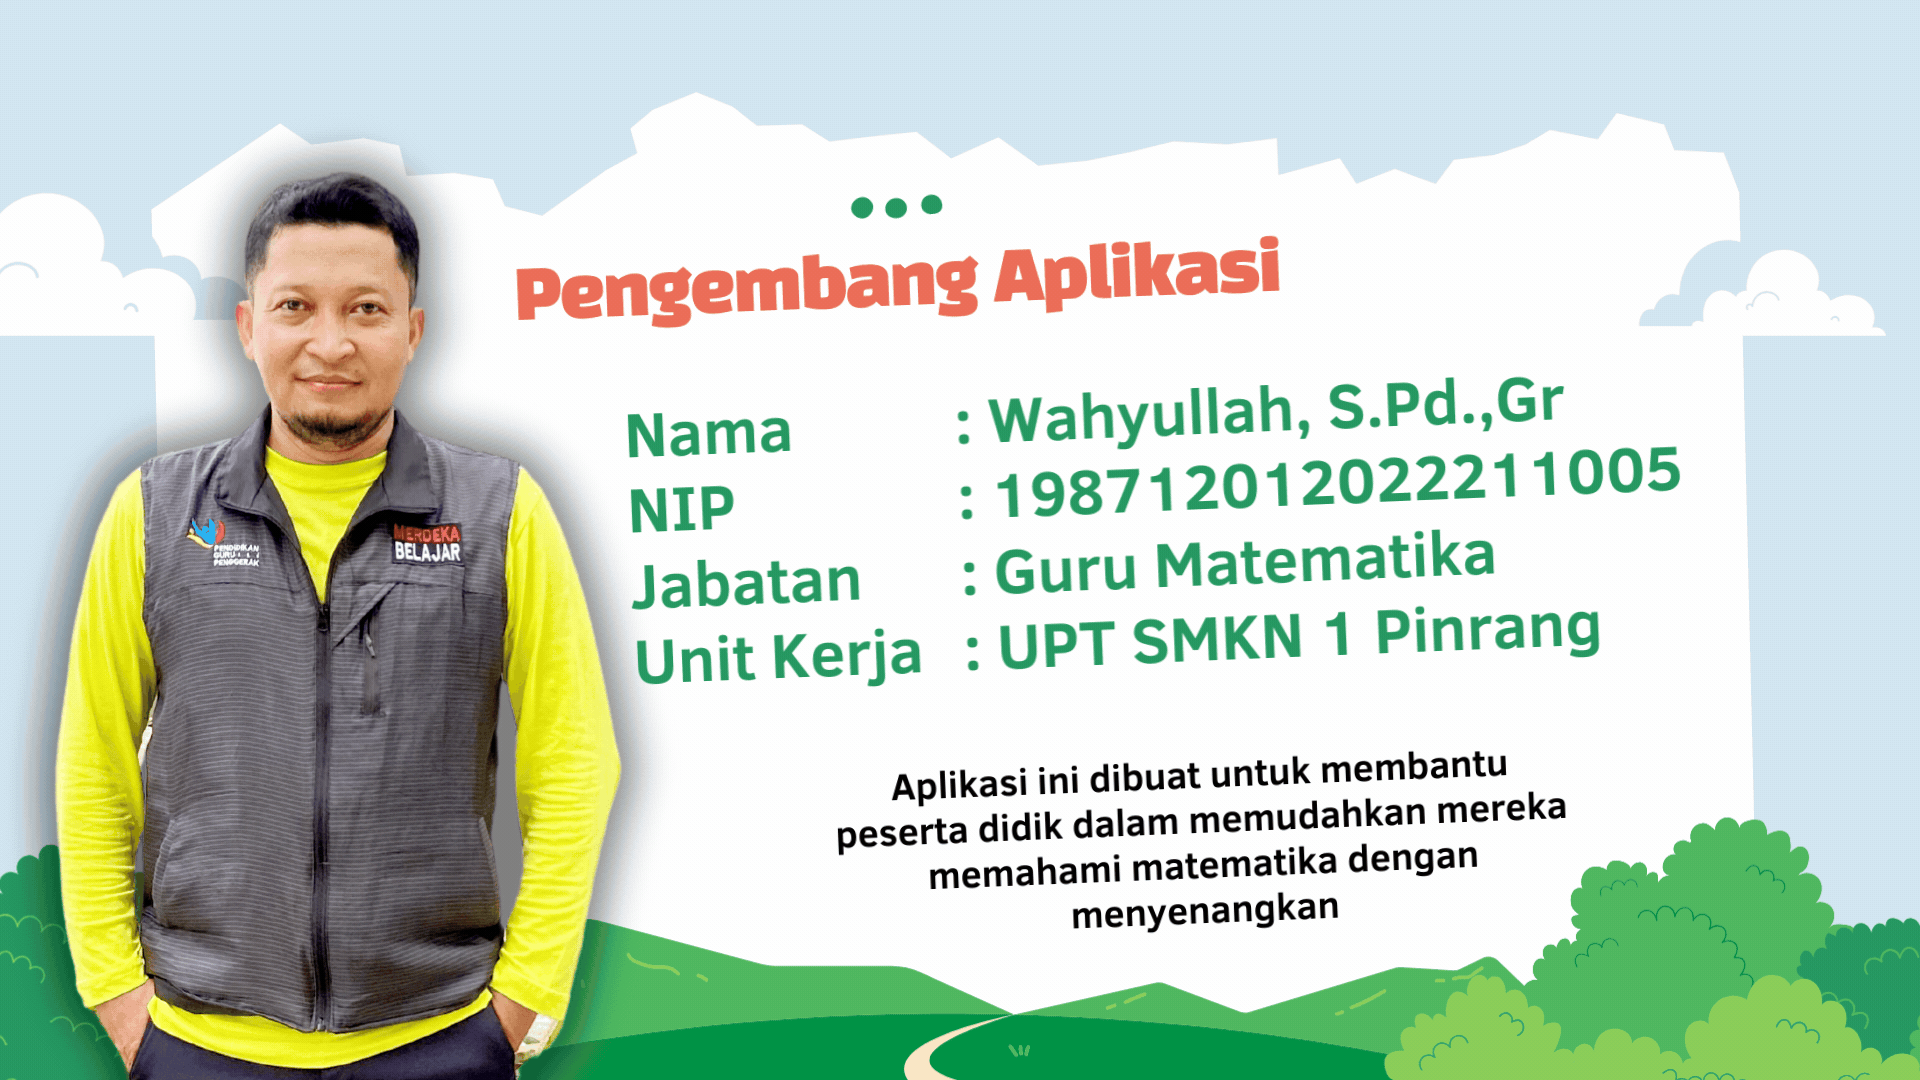 Pengembang Aplikasi
Nama : Wahyullah, S.Pd.,Gr
NIP : 198712012022211005
Jabatan : Guru Matematika
Unit Kerja : UPT SMKN 1 Pinrang
Aplikasi ini dibuat untuk membantu
peserta didik dalam memudahkan mereka
memahami matematika dengan
menyenangkan
PENDIDIKAN
GURU
PENGGERAK
MERDEKA
BELAJAR